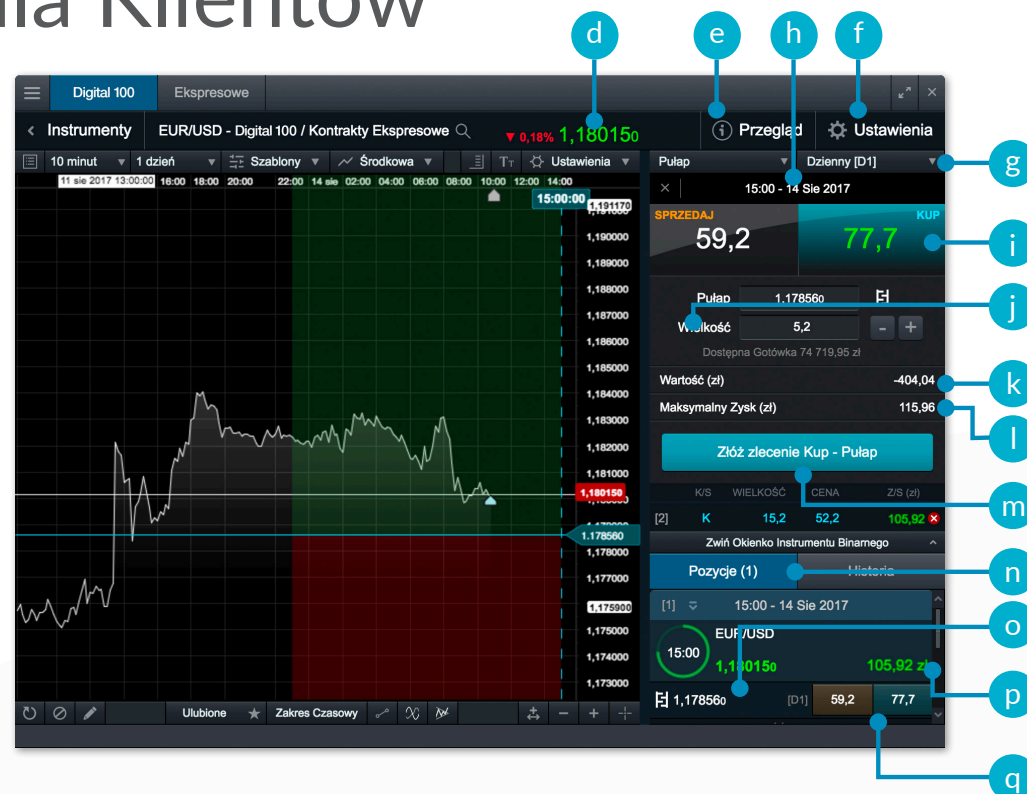 nia Klientów
d e h f
Digital 100 Ekspresowe
Instrumenty EUR/USD - Digital 100 / Kontrakty Ekspresowe ▼ 0,18% 1,180150 Przegląd Ustawienia
10 minut 1 dzień Szablony Środkowa TT Ustawienia Pułap Dzienny [D1] g
11 sie 2017 13:00:00 16:00 18:00 20:00 22:00 14 sie 02:00 04:00 06:00 08:00 10:00 12:00 14:00
15:00 - 14 Sie 2017
15:00:00
1,191170
SPRZEDAJ 59,2 KUP 77,7 i
1,190000
1,189000
1,188000
1,187000
1,186000
1,185000
1,184000
1,183000
1,182000
1,181000
1,180150
1.178560
1,178000
1,177000
1,175900
1,175000
1,174000
1,173000
Pułap 1,178560
j
Wielkość 5,2 - +
Dostępna Gotówka 74 719,95 zł
Wartość (zł) -404,04 k
Maksymalny Zysk (zł) 115,96 l
Złóż zlecenie Kup - Pułap
K/S WIELKOŚĆ CENA Z/S (zł) m
[2] K 15,2 52,2 105,92
Zwiń Okienko Instrumentu Binarnego
Pozycje (1) Historia n
[1] 15:00 - 14 Sie 2017
o
EUR/USD
15:00 1,180150 105,92 zł
p
1,178560 [D1] 59,2 77,7
Ulubione Zakres Czasowy
q